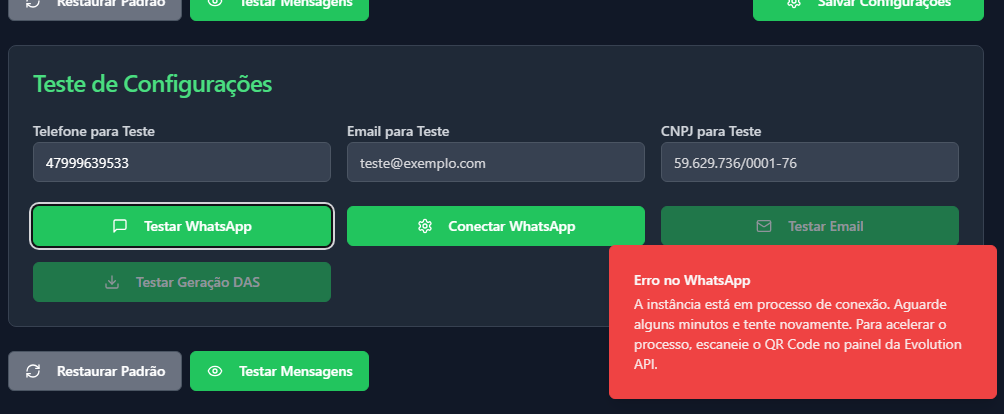 Restaurar Padrão
Testar Mensagens
Salvar Configurações
Teste de Configurações
Telefone para Teste
Email para Teste
CNPJ para Teste
47999639533
teste@exemplo.com
59.629.736/0001-76
Testar WhatsApp
Conectar WhatsApp
Testar Email
Testar Geração DAS
Erro no WhatsApp
A instância está em processo de conexão. Aguarde
alguns minutos e tente novamente. Para acelerar o
processo, escaneie o QR Code no painel da Evolution
API.
Restaurar Padrão
Testar Mensagens